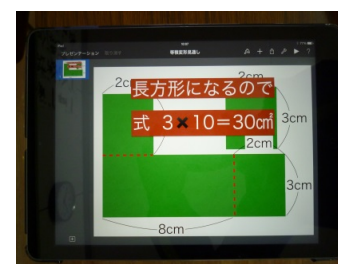 プレゼンテーション
2cm
2cm
長方形になるので
式 3×10=30㎠
3cm
2cm
3cm
8cm